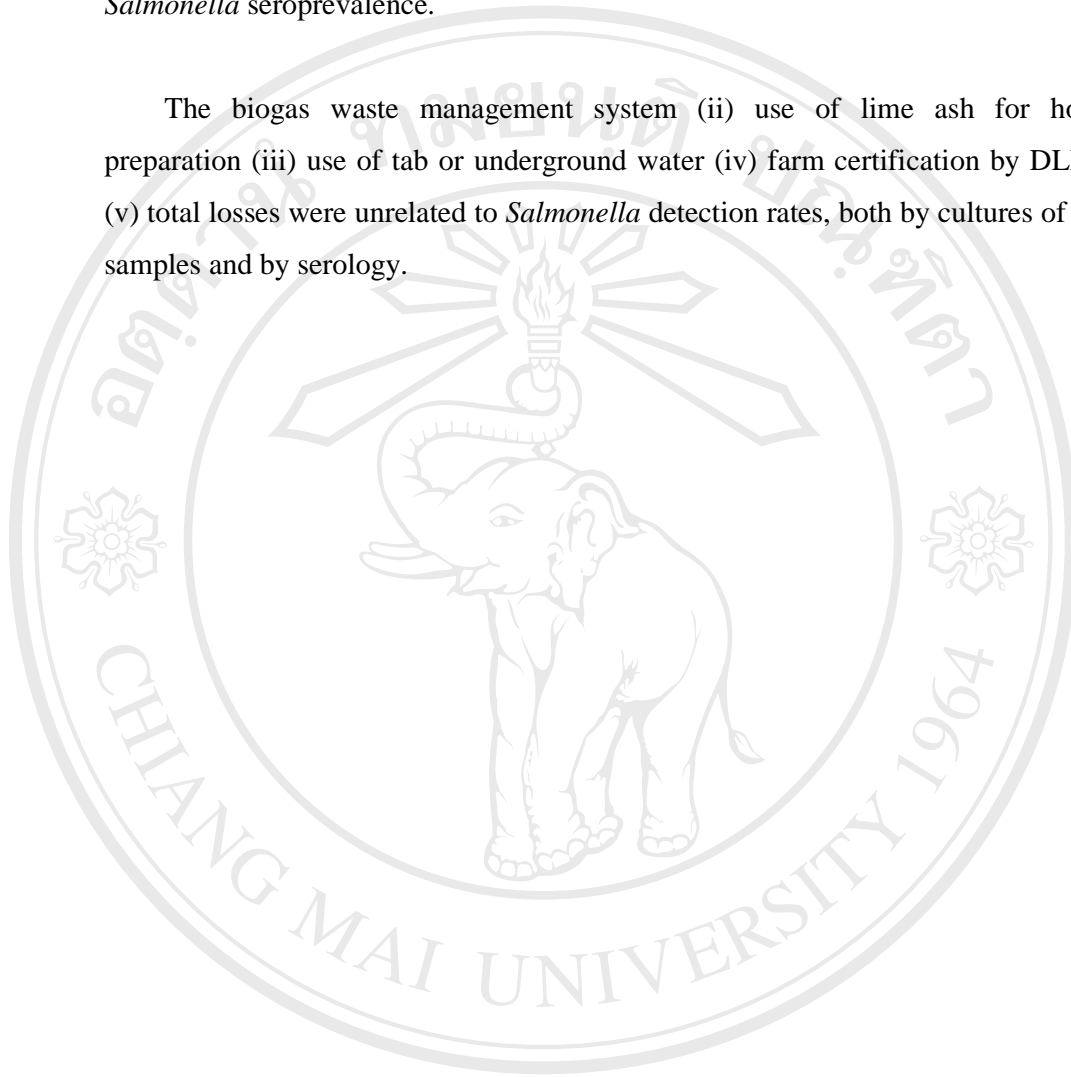 Salmonella seroprevalence.
The biogas waste management system (ii) use of lime ash for
preparation (iii) use of tab or underground water (iv) farm certification by
(v) total losses were unrelated to Salmonella detection rates, both by cultures of
samples and by serology.
CHIANG MAI UNIVERSITY 1964